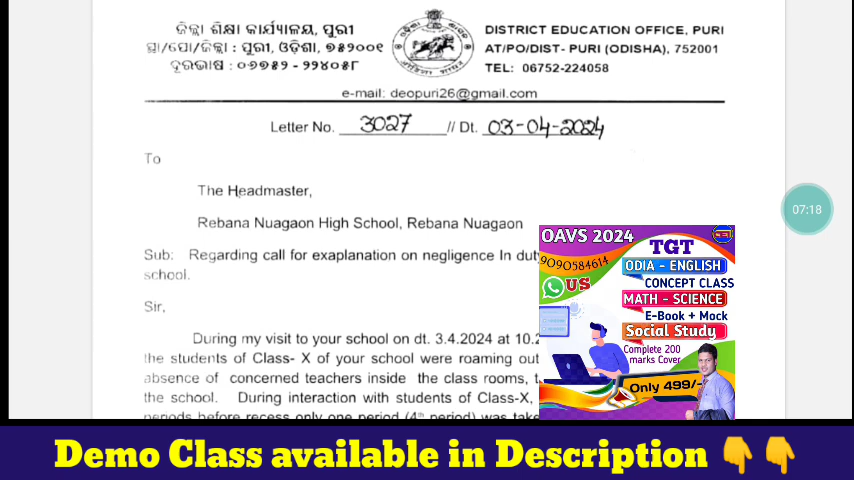 ଜିଲ୍ଲା ଶିକ୍ଷା କାର୍ଯ୍ୟାଳୟ, ପୁରୀ
ସ୍ଥା/ପୋ/ଜିଲ୍ଲା : ପୁରୀ, ଓଡ଼ିଶା, ୭୫୨୦୦୧
ଦୂରଭାଷ : ୦୬୭୫୨ - ୨୨୪୦୫୮
DISTRICT EDUCATION OFFICE, PURI
AT/PO/DIST- PURI (ODISHA), 752001
TEL: 06752-224058
e-mail: deopuri26@gmail.com
Letter No. 3027 // Dt. 03-04-2024
To
The Headmaster,
Rebana Nuagaon High School, Rebana Nuagaon
Sub: Regarding call for exaplanation on negligence In
school.
Sir,
During my visit to your school on dt. 3.4.2024 at
the students of Class- X of your school were roaming out
absence of concerned teachers inside the class rooms,
the school. During interaction with students of Class-X,
periods before recess only one period (4th period) was
07:18
OAVS 2024
TGT
9090584614
US
ODIA - ENGLISH
CONCEPT CLASS
MATH - SCIENCE
E-Book + Mock
Social Study
Complete 200
marks Cover
Only 499/-
Demo Class available in Description 👇👇